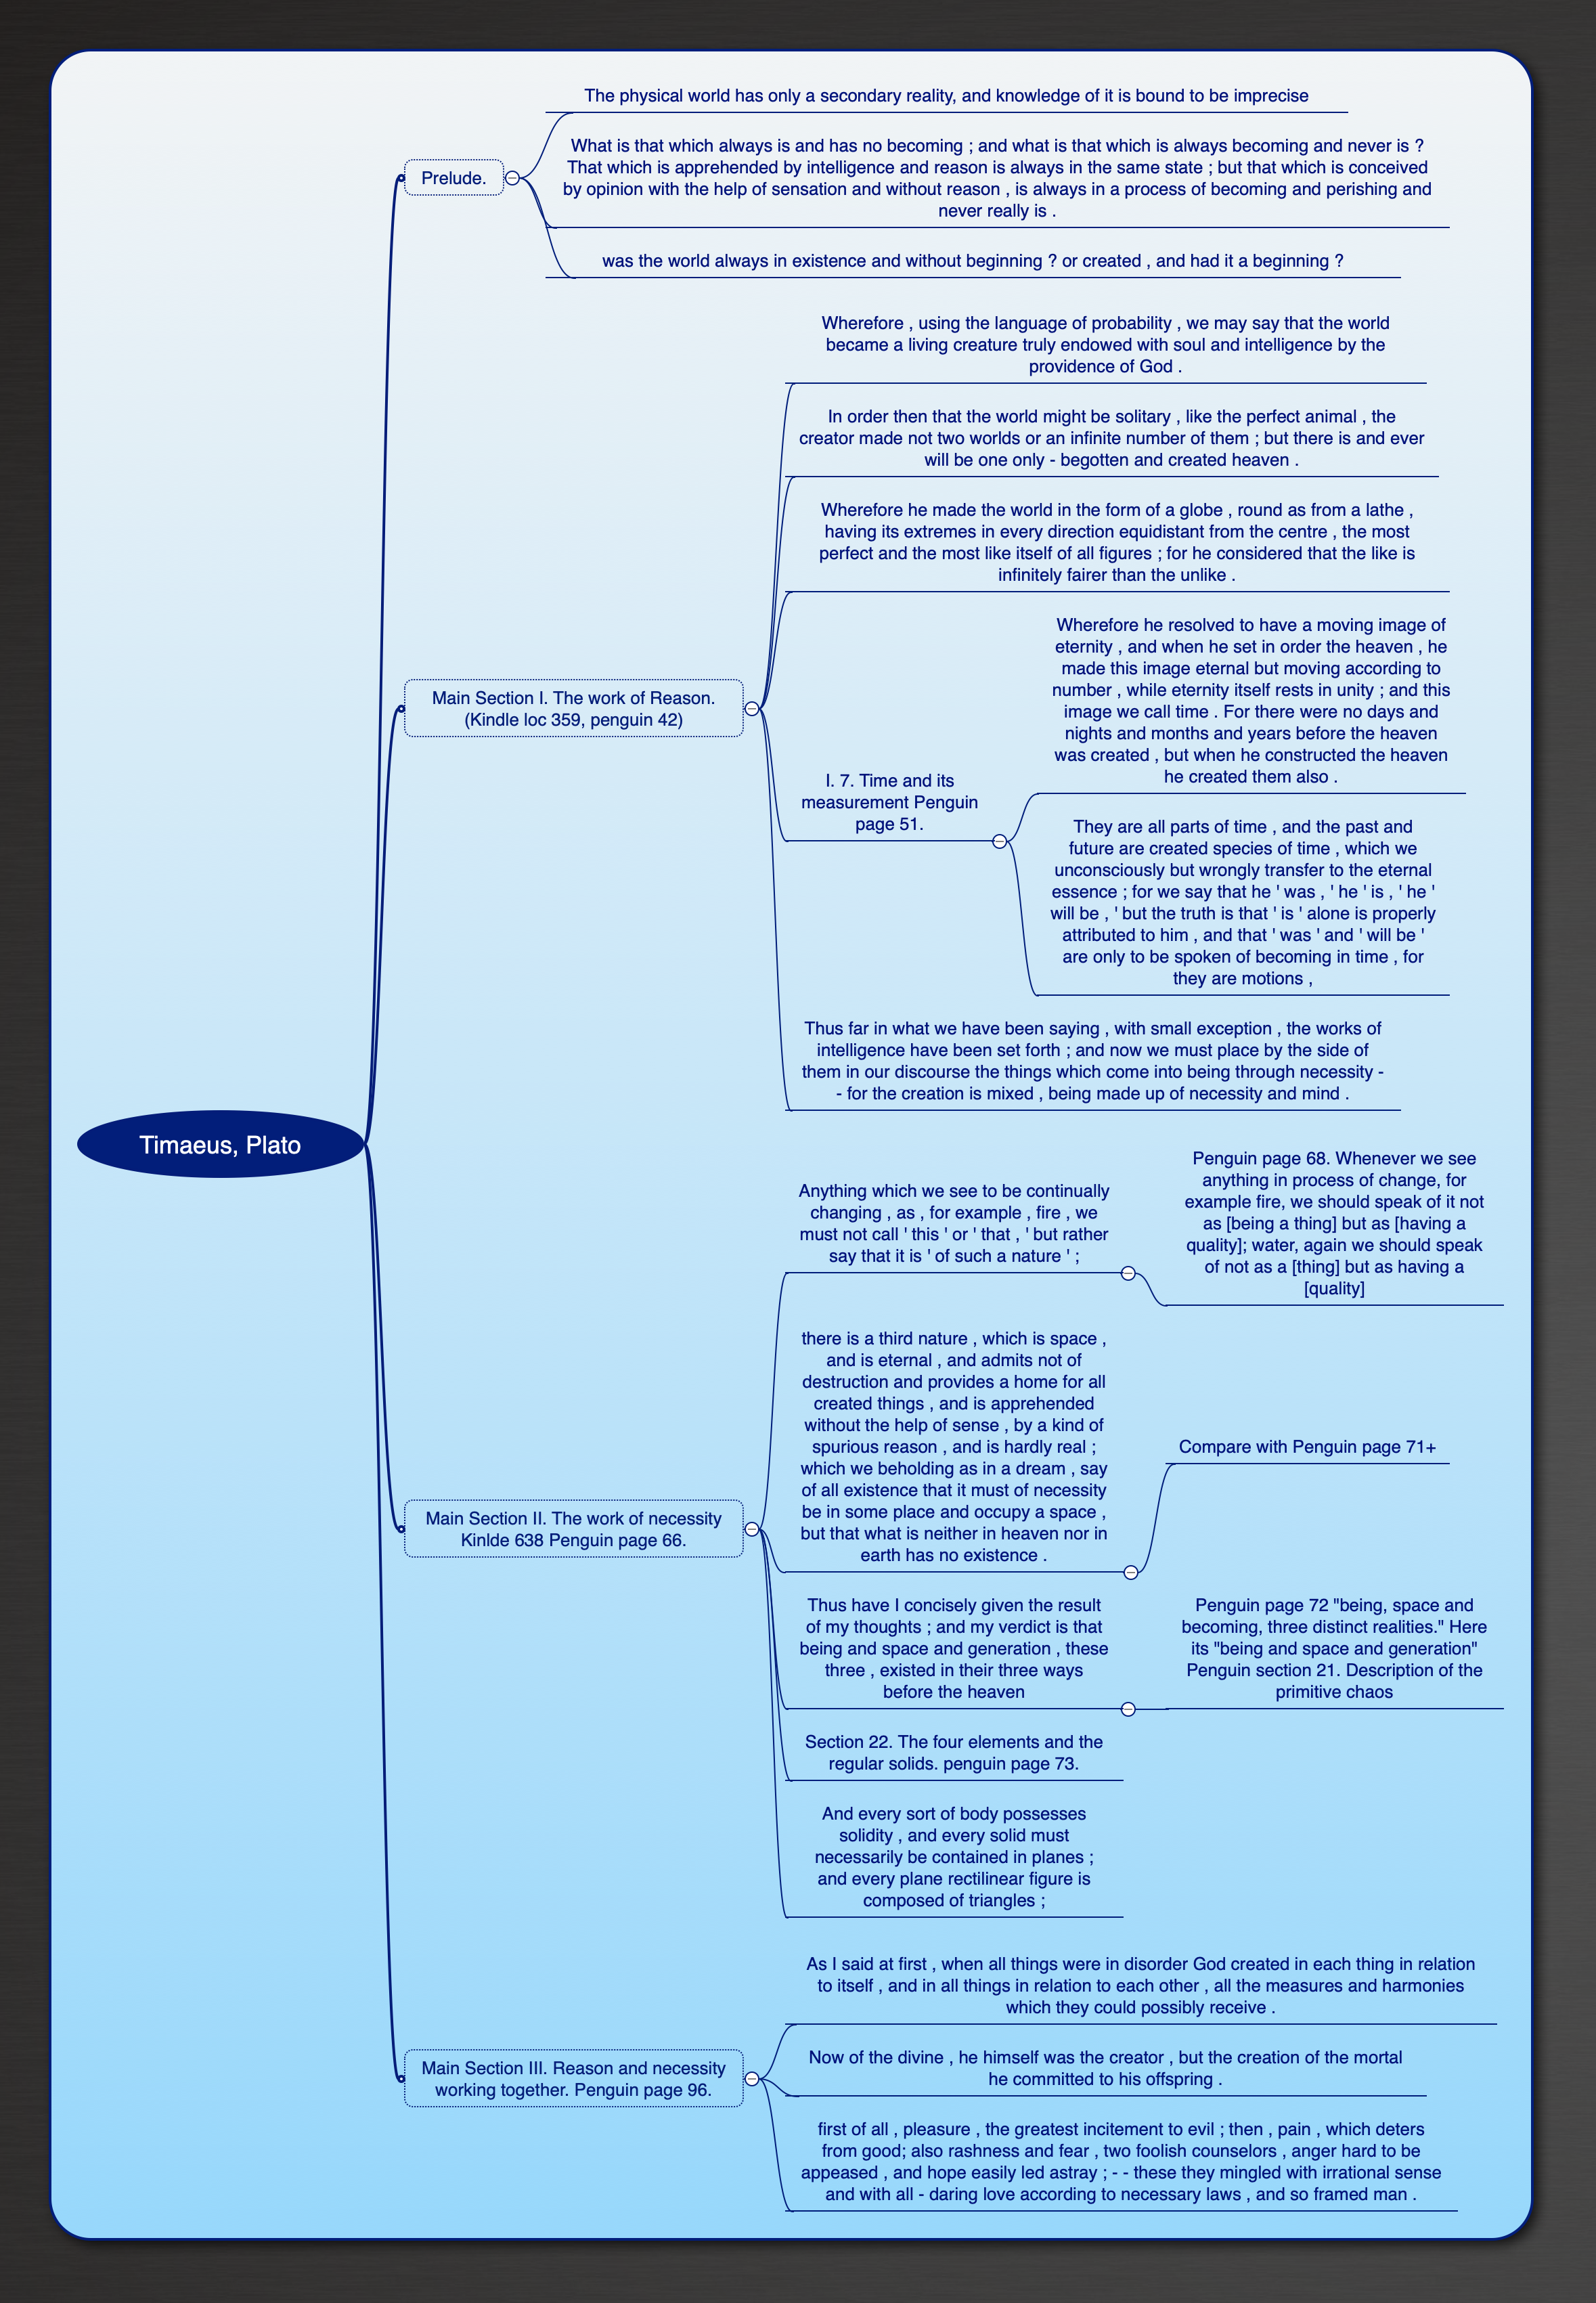 The physical world has only a secondary reality, and knowledge of it is bound to be imprecise
What is that which always is and has no becoming ; and what is that which is always becoming and never is ?
That which is apprehended by intelligence and reason is always in the same state ; but that which is conceived
by opinion with the help of sensation and without reason , is always in a process of becoming and perishing and
never really is .
Prelude.
was the world always in existence and without beginning ? or created , and had it a beginning ?
Wherefore , using the language of probability , we may say that the world
became a living creature truly endowed with soul and intelligence by the
providence of God .
In order then that the world might be solitary , like the perfect animal , the
creator made not two worlds or an infinite number of them ; but there is and ever
will be one only - begotten and created heaven .
Wherefore he made the world in the form of a globe , round as from a lathe ,
having its extremes in every direction equidistant from the centre , the most
perfect and the most like itself of all figures ; for he considered that the like is
infinitely fairer than the unlike .
Main Section I. The work of Reason.
(Kindle loc 359, penguin 42)
I. 7. Time and its
measurement Penguin
page 51.
Wherefore he resolved to have a moving image of
eternity , and when he set in order the heaven , he
made this image eternal but moving according to
number , while eternity itself rests in unity ; and this
image we call time . For there were no days and
nights and months and years before the heaven
was created , but when he constructed the heaven
he created them also .
They are all parts of time , and the past and
future are created species of time , which we
unconsciously but wrongly transfer to the eternal
essence ; for we say that he ' was , ' he ' is , ' he '
will be , ' but the truth is that ' is ' alone is properly
attributed to him , and that ' was ' and ' will be '
are only to be spoken of becoming in time , for
they are motions ,
Thus far in what we have been saying , with small exception , the works of
intelligence have been set forth ; and now we must place by the side of
them in our discourse the things which come into being through necessity -
- for the creation is mixed , being made up of necessity and mind .
Timaeus, Plato
Anything which we see to be continually
changing , as , for example , fire , we
must not call ' this ' or ' that , ' but rather
say that it is ' of such a nature ' ;
Penguin page 68. Whenever we see
anything in process of change, for
example fire, we should speak of it not
as [being a thing] but as [having a
quality]; water, again we should speak
of not as a [thing] but as having a
[quality]
there is a third nature , which is space ,
and is eternal , and admits not of
destruction and provides a home for all
created things , and is apprehended
without the help of sense , by a kind of
spurious reason , and is hardly real ;
which we beholding as in a dream , say
of all existence that it must of necessity
be in some place and occupy a space ,
but that what is neither in heaven nor in
earth has no existence .
Compare with Penguin page 71+
Main Section II. The work of necessity
Kinlde 638 Penguin page 66.
Thus have I concisely given the result
of my thoughts ; and my verdict is that
being and space and generation , these
three , existed in their three ways
before the heaven
Penguin page 72 "being, space and
becoming, three distinct realities." Here
its "being and space and generation"
Penguin section 21. Description of the
primitive chaos
Section 22. The four elements and the
regular solids. penguin page 73.
And every sort of body possesses
solidity , and every solid must
necessarily be contained in planes ;
and every plane rectilinear figure is
composed of triangles ;
As I said at first , when all things were in disorder God created in each thing in relation
to itself , and in all things in relation to each other , all the measures and harmonies
which they could possibly receive .
Main Section III. Reason and necessity
working together. Penguin page 96.
Now of the divine , he himself was the creator , but the creation of the mortal
he committed to his offspring .
first of all , pleasure , the greatest incitement to evil ; then , pain , which deters
from good; also rashness and fear , two foolish counselors , anger hard to be
appeased , and hope easily led astray ; - - these they mingled with irrational sense
and with all - daring love according to necessary laws , and so framed man .